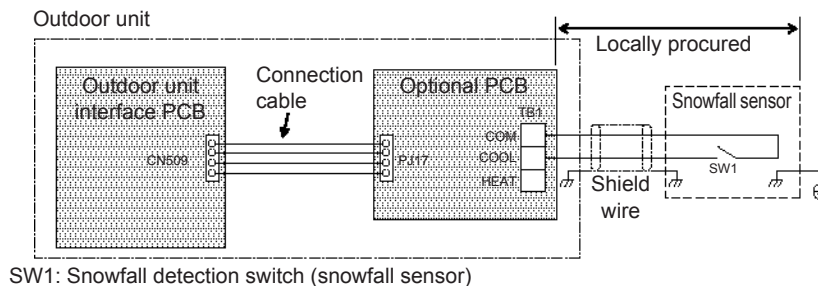 Outdoor unit
Locally procured
Outdoor unit
interface PCB
Connection
cable
Optional PCB
Snowfall sensor
TB1
COM
COOL
HEAT
CN509
PJ17
SW1
Shield
wire
SW1: Snowfall detection switch (snowfall sensor)